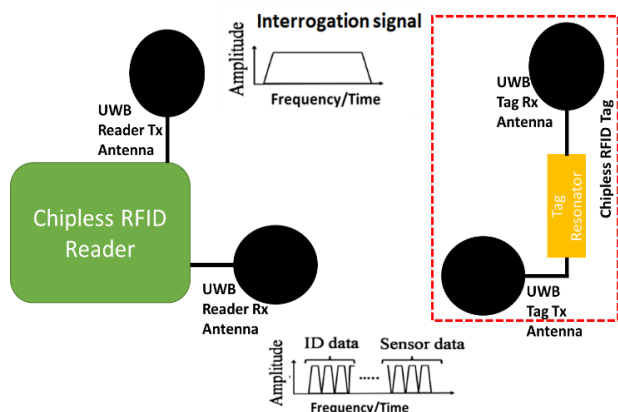 Interrogation signal
Amplitude
Frequency/Time
UWB
Reader Tx
Antenna
Chipless RFID
Reader
UWB
Reader Rx
Antenna
UWB
Tag Rx
Antenna
Tag
Resonator
Chipless RFID Tag
UWB
Tag Tx
Antenna
ID data
Sensor data
Amplitude
Frequency/Time